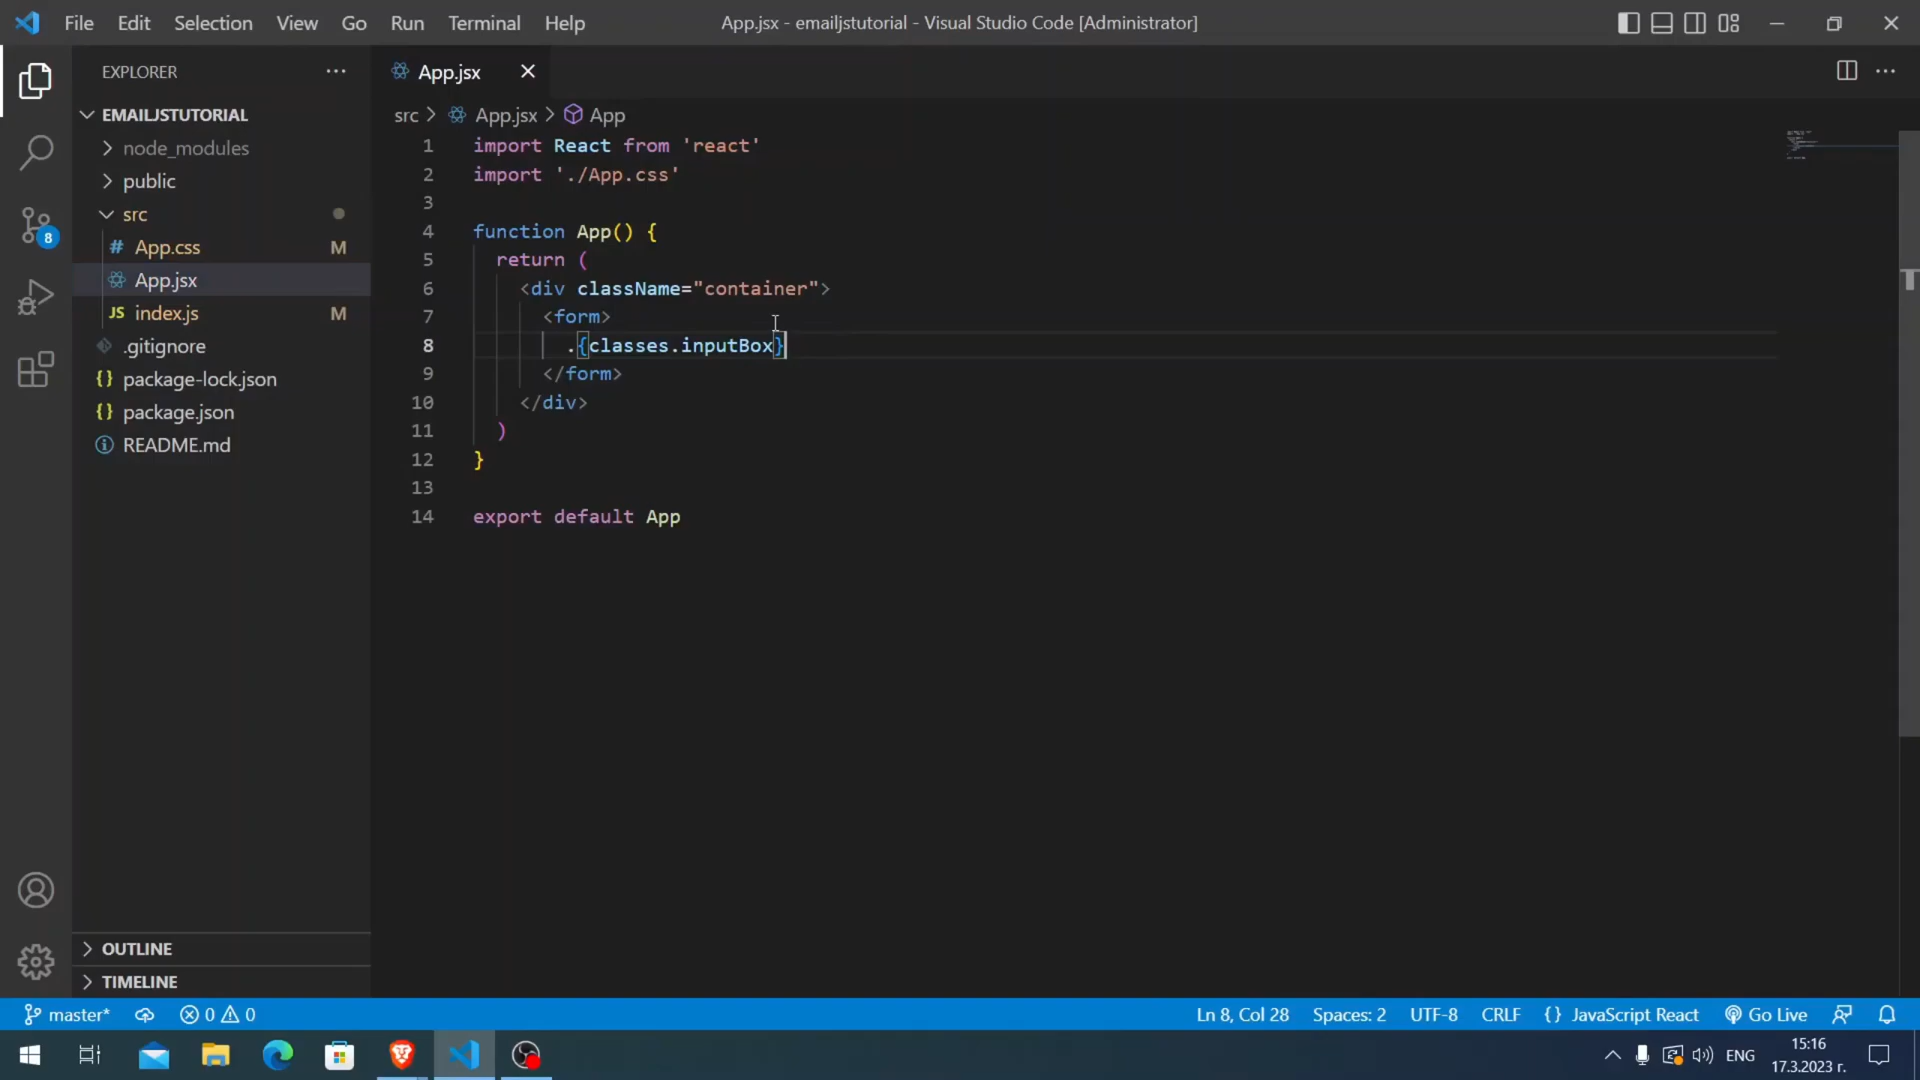 File Edit Selection View Go Run Terminal Help
App.jsx - emailjstutorial - Visual Studio Code [Administrator]
EXPLORER
App.jsx
EMAILJSTUTORIAL
node_modules
public
src
# App.css M
App.jsx
JS index.js M
.gitignore
{} package-lock.json
{} package.json
README.md
8
OUTLINE
TIMELINE
src > App.jsx > App
1 import React from 'react'
2 import './App.css'
3
4 function App() {
5 return (
6 <div className="container">
7 <form>
8 .{classes.inputBox}
9 </form>
10 </div>
11 )
12 }
13
14 export default App
master* 0 0 Ln 8, Col 28 Spaces: 2 UTF-8 CRLF {} JavaScript React Go Live
ENG
15:16
17.3.2023 г.